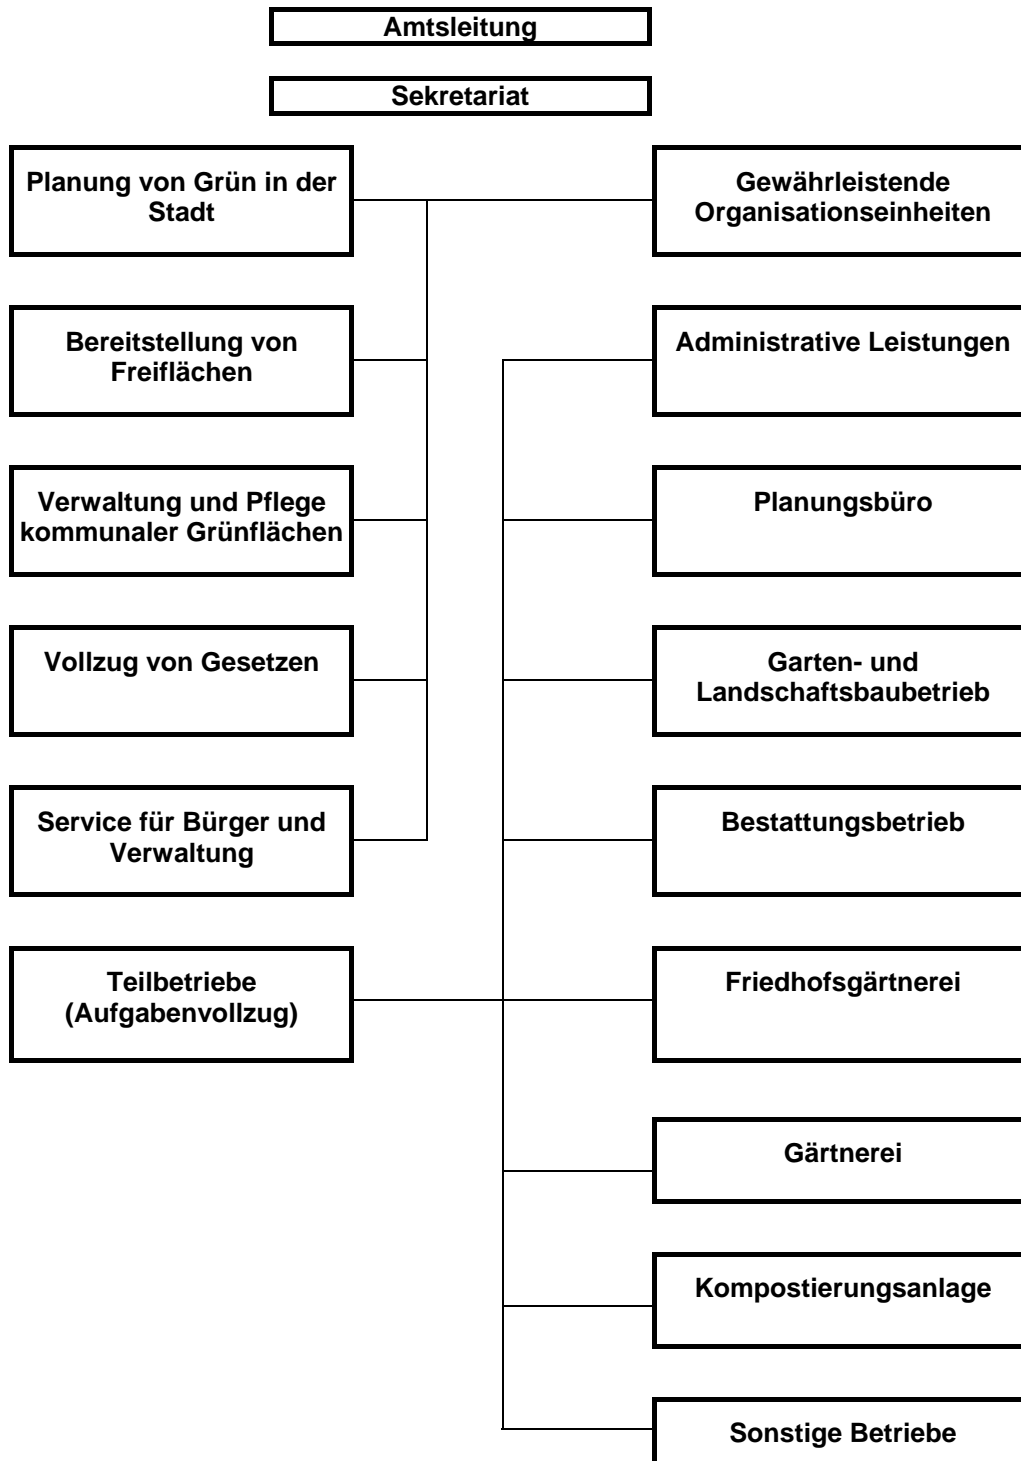 Amtsleitung
Sekretariat
Planung von Grün in der
Stadt
Gewährleistende
Organisationseinheiten
Bereitstellung von
Freiflächen
Administrative Leistungen
Verwaltung und Pflege
kommunaler Grünflächen
Planungsbüro
Vollzug von Gesetzen
Garten- und
Landschaftsbaubetrieb
Service für Bürger und
Verwaltung
Bestattungsbetrieb
Teilbetriebe
(Aufgabenvollzug)
Friedhofsgärtnerei
Gärtnerei
Kompostierungsanlage
Sonstige Betriebe